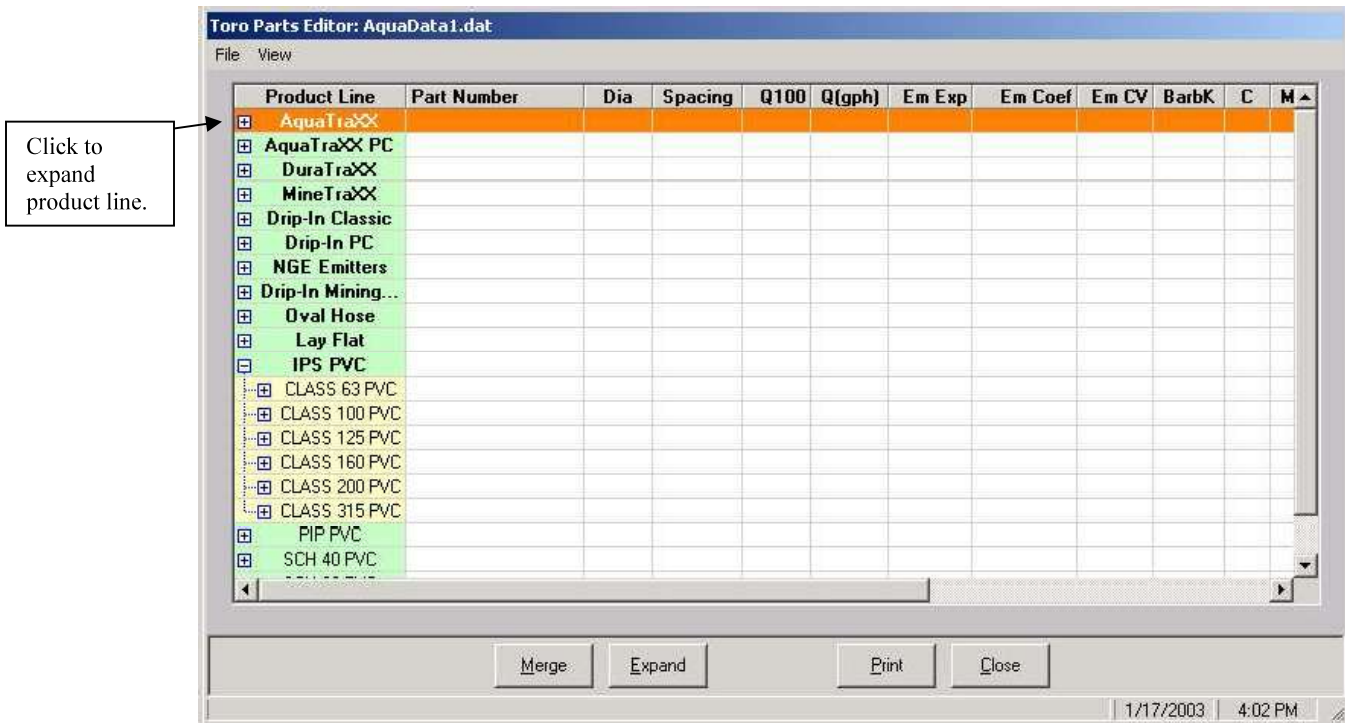 Toro Parts Editor: AquaData1.dat
File View
Product Line Part Number Dia Spacing Q100 Q(gph) Em Exp Em Coef Em CV BarbK C M
AquaTraXX
AquaTraXX PC
DuraTraXX
MineTraXX
Drip-In Classic
Drip-In PC
NGE Emitters
Drip-In Mining...
Oval Hose
Lay Flat
IPS PVC
CLASS 63 PVC
CLASS 100 PVC
CLASS 125 PVC
CLASS 160 PVC
CLASS 200 PVC
CLASS 315 PVC
PIP PVC
SCH 40 PVC
Click to
expand
product line.
Merge Expand Print Close
1/17/2003 4:02 PM